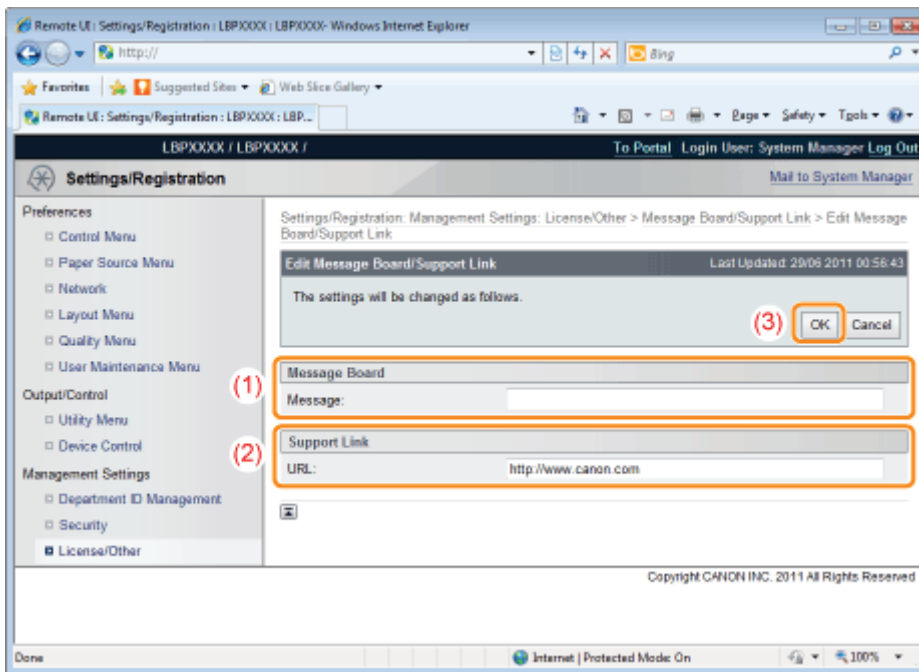 Remote UI : Settings/Registration : LBPXXXX : LBPXXXX- Windows Internet Explorer
http://
Bing
Favorites Suggested Sites Web Slice Gallery
Remote UI : Settings/Registration : LBPXXXX : LBP... Page Safety Tools
LBPXXXX / LBPXXXX / To Portal Login User: System Manager Log Out
Settings/Registration Mail to System Manager
Preferences
Control Menu
Paper Source Menu
Network
Layout Menu
Quality Menu
User Maintenance Menu
Output/Control
Utility Menu
Device Control
Management Settings
Department ID Management
Security
License/Other
Settings/Registration: Management Settings: License/Other > Message Board/Support Link > Edit Message
Board/Support Link
Edit Message Board/Support Link Last Updated: 29/06 2011 00:56:43
The settings will be changed as follows.
(3) OK Cancel
(1) Message Board
Message:
(2) Support Link
URL: http://www.canon.com
Copyright CANON INC. 2011 All Rights Reserved
Done Internet | Protected Mode: On 100%